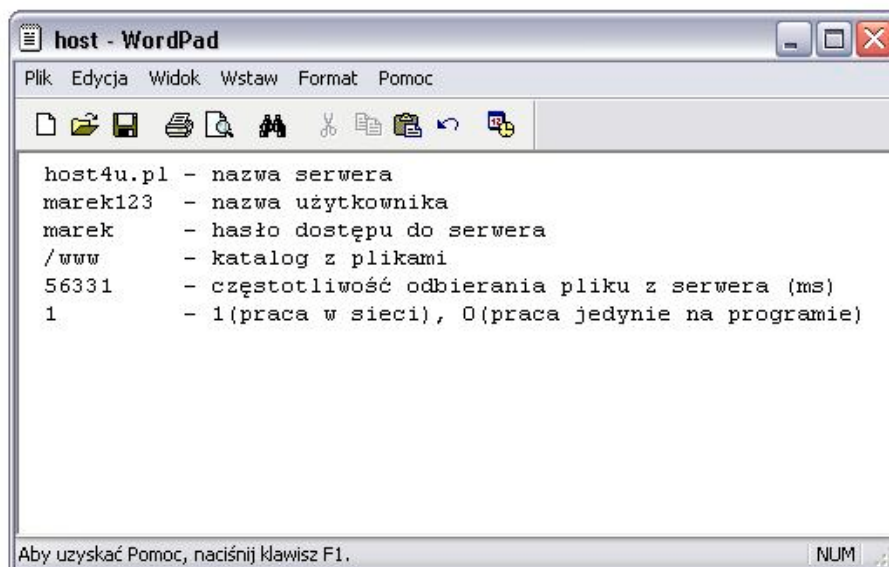 host - WordPad
Plik Edycja Widok Wstaw Format Pomoc
host4u.pl - nazwa serwera
marek123 - nazwa użytkownika
marek - hasło dostępu do serwera
/www - katalog z plikami
56331 - częstotliwość odbierania pliku z serwera (ms)
1 - 1(praca w sieci), 0(praca jedynie na programie)
Aby uzyskać Pomoc, naciśnij klawisz F1. NUM